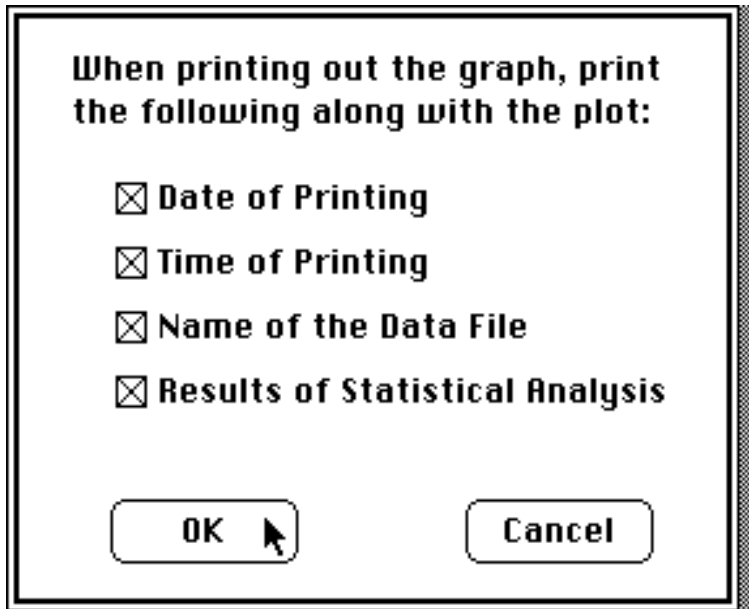 When printing out the graph, print
the following along with the plot:
Date of Printing
Time of Printing
Name of the Data File
Results of Statistical Analysis
OK Cancel